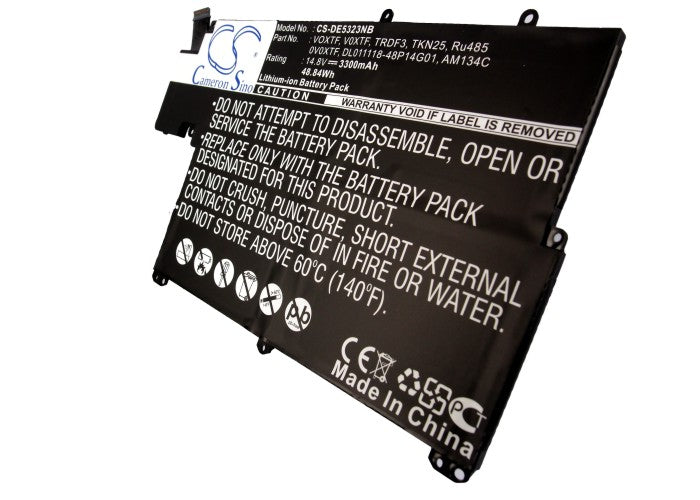 CS
Cameron Sino
Model No. : CS-DE5323NB
Part No. : VOXTF, V0XTF, TRDF3, TKN25, Ru485
0V0XTF, DL011118-48P14G01, AM134C
Rating : 14.8V 3300mAh
48.84Wh
Lithium-ion Battery Pack
CAUTION
WARRANTY VOID IF LABEL IS REMOVED
•DO NOT ATTEMPT TO DISASSEMBLE, OPEN OR
SERVICE THE BATTERY PACK.
•REPLACE ONLY WITH THE BATTERY PACK
DESIGNATED FOR THIS PRODUCT.
•DO NOT CRUSH, PUNCTURE, SHORT EXTERNAL
CONTACTS OR DISPOSE OF IN FIRE OR WATER.
•DO NOT STORE ABOVE 60°C (140°F).
Pb
CE
PCT
Made In China